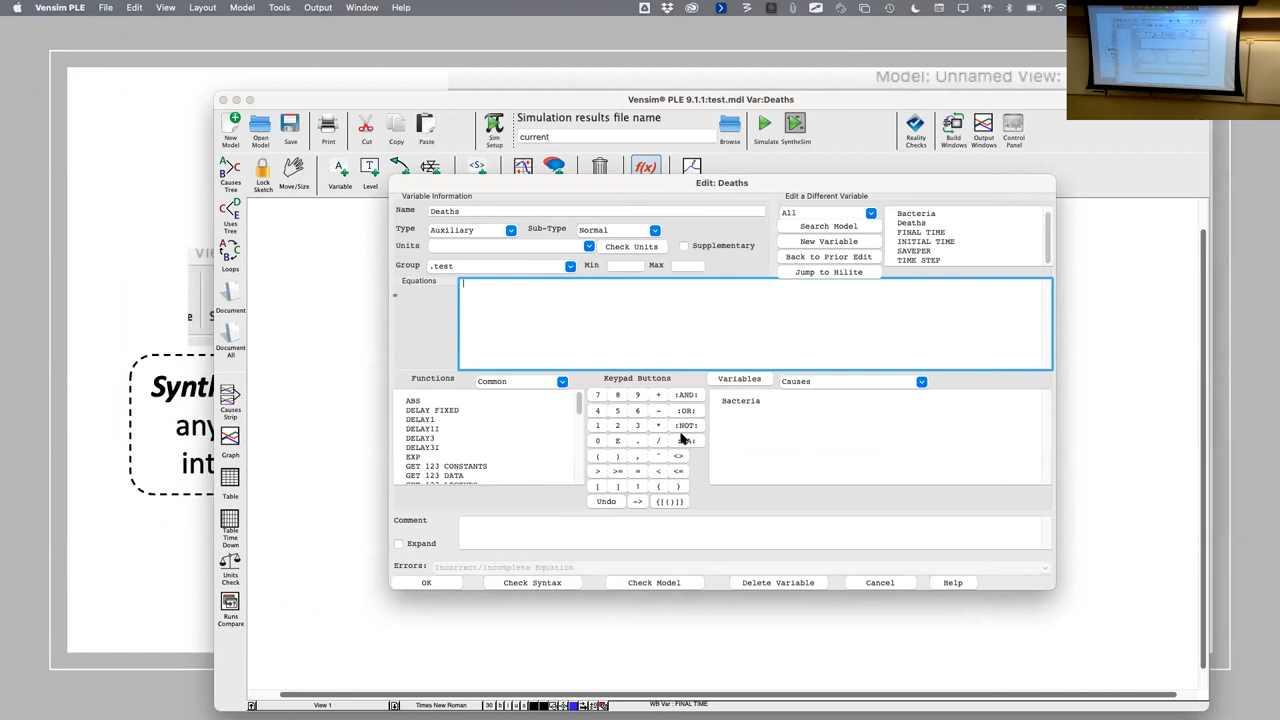 Vensim PLE File Edit View Layout Model Tools Output Window Help
Model: Unnamed View:
Vensim® PLE 9.1.1:test.mdl Var:Deaths
New Model
Open Model
Save
Print
Cut
Copy
Paste
Sim Setup
Simulation results file name
current
Browse
Simulate
SyntheSim
Reality Checks
Build Windows
Output Windows
Control Panel
Causes Tree
Lock Sketch
Move/Size
Variable
Level
Uses Tree
Loops
Document
Document All
Causes Strip
Graph
Table
Table Time Down
Units Check
Runs Compare
Edit: Deaths
Variable Information
Name Deaths
Type Auxiliary Sub-Type Normal
Units Check Units Supplementary
Group .test Min Max
Edit a Different Variable
All
Search Model
New Variable
Back to Prior Edit
Jump to Hilite
Bacteria
Deaths
FINAL TIME
INITIAL TIME
SAVEPER
TIME STEP
Equations
=
Functions Common
ABS
DELAY FIXED
DELAY1
DELAY1I
DELAY3
DELAY3I
EXP
GET 123 CONSTANTS
GET 123 DATA
Keypad Buttons
7 8 9 + :AND:
4 5 6 - :OR:
1 2 3 * :NOT:
0 E . /
( ) , ^ <>
> >= = < <=
[ ] ! { }
Undo -> {[()]}
Variables Causes
Bacteria
Comment
Expand
Errors: Incorrect/Incomplete Equation
OK Check Syntax Check Model Delete Variable Cancel Help
Synth
any
int
View 1 Times New Roman 30 b i u s WB Var : FINAL TIME